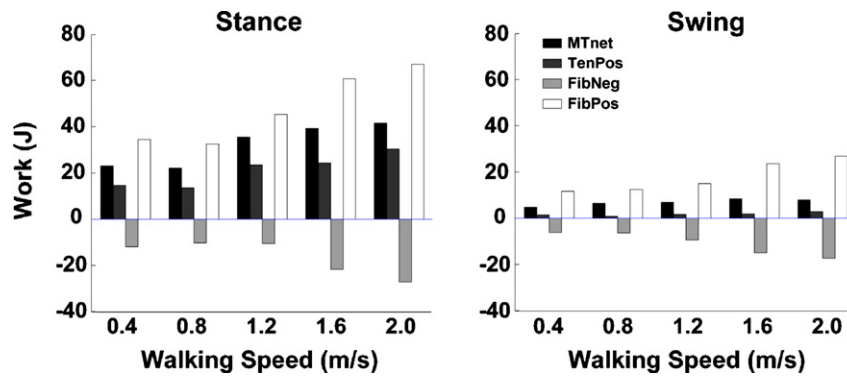 Stance
Swing
80
60
40
20
0
-20
-40
Work (J)
0.4 0.8 1.2 1.6 2.0
Walking Speed (m/s)
80
60
40
20
0
-20
-40
MTnet
TenPos
FibNeg
FibPos
0.4 0.8 1.2 1.6 2.0
Walking Speed (m/s)